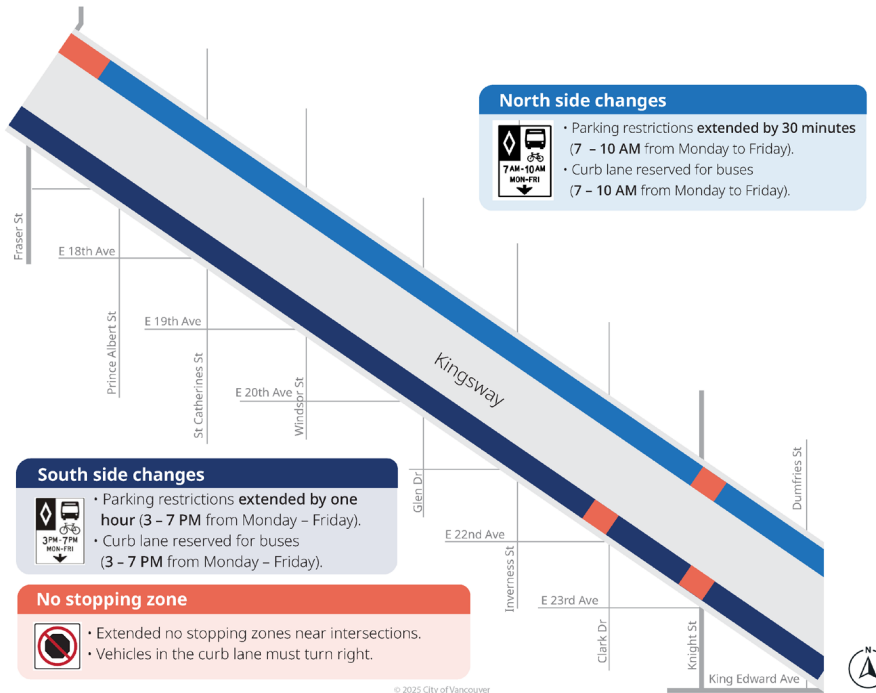 North side changes
• Parking restrictions extended by 30 minutes
(7 – 10 AM from Monday to Friday).
• Curb lane reserved for buses
(7 – 10 AM from Monday to Friday).
7AM-10AM
MON-FRI
Fraser St
E 18th Ave
Prince Albert St
E 19th Ave
St Catherines St
E 20th Ave
Windsor St
Kingsway
Glen Dr
E 22nd Ave
Inverness St
E 23rd Ave
Clark Dr
Knight St
Dumfries St
King Edward Ave
South side changes
• Parking restrictions extended by one
hour (3 – 7 PM from Monday – Friday).
• Curb lane reserved for buses
(3 – 7 PM from Monday – Friday).
3PM-7PM
MON-FRI
No stopping zone
• Extended no stopping zones near intersections.
• Vehicles in the curb lane must turn right.
N
© 2025 City of Vancouver